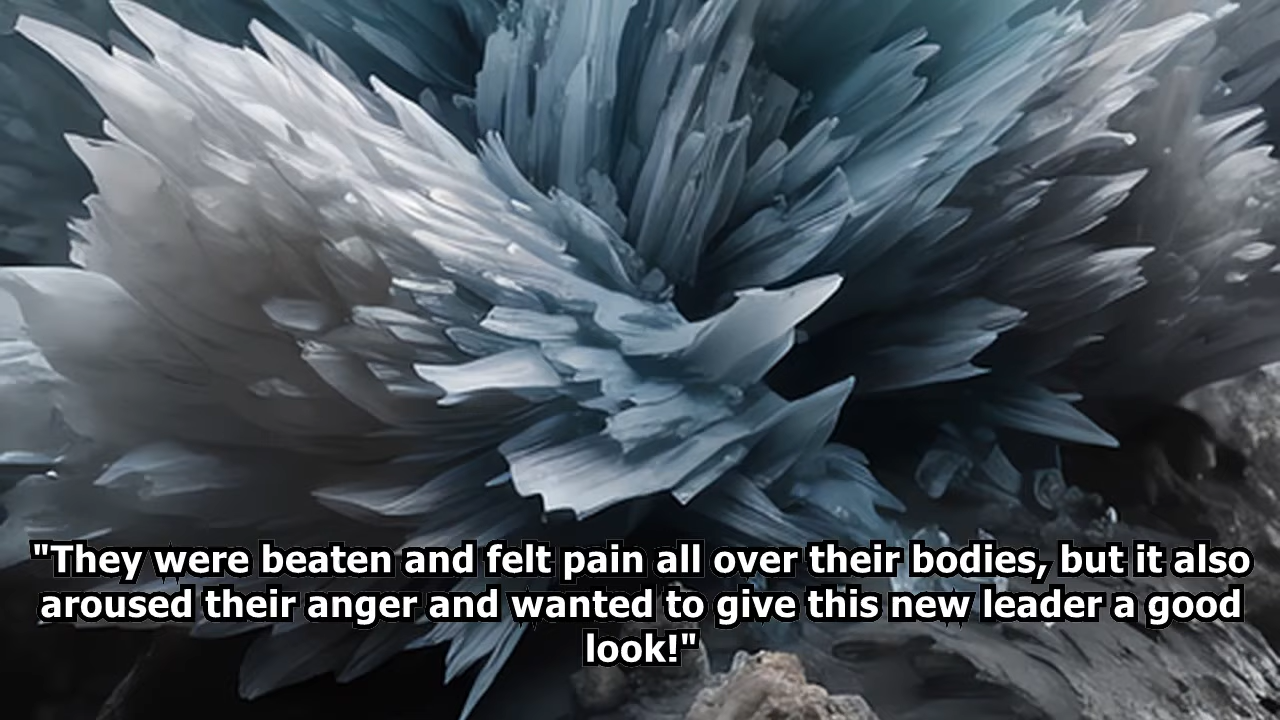 "They were beaten and felt pain all over their bodies, but it also
aroused their anger and wanted to give this new leader a good
look!"